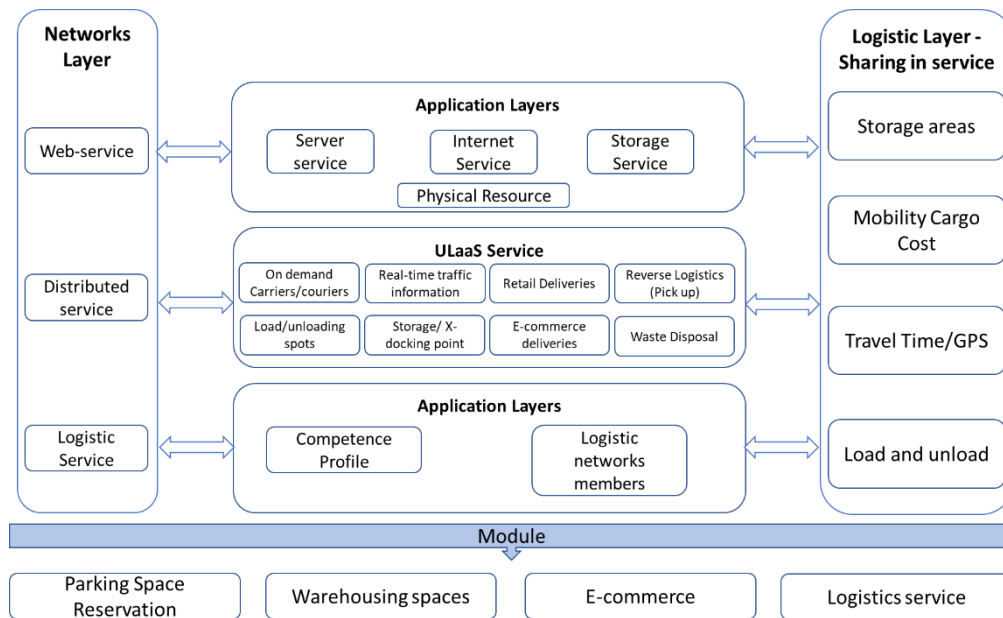 Networks
Layer
Web-service
Distributed
service
Logistic
Service
Application Layers
Server
service
Internet
Service
Storage
Service
Physical Resource
ULaaS Service
On demand
Carriers/couriers
Real-time traffic
information
Retail Deliveries
Reverse Logistics
(Pick up)
Load/unloading
spots
Storage/ X-
docking point
E-commerce
deliveries
Waste Disposal
Application Layers
Competence
Profile
Logistic
networks
members
Logistic Layer -
Sharing in service
Storage areas
Mobility Cargo
Cost
Travel Time/GPS
Load and unload
Module
Parking Space
Reservation
Warehousing spaces
E-commerce
Logistics service